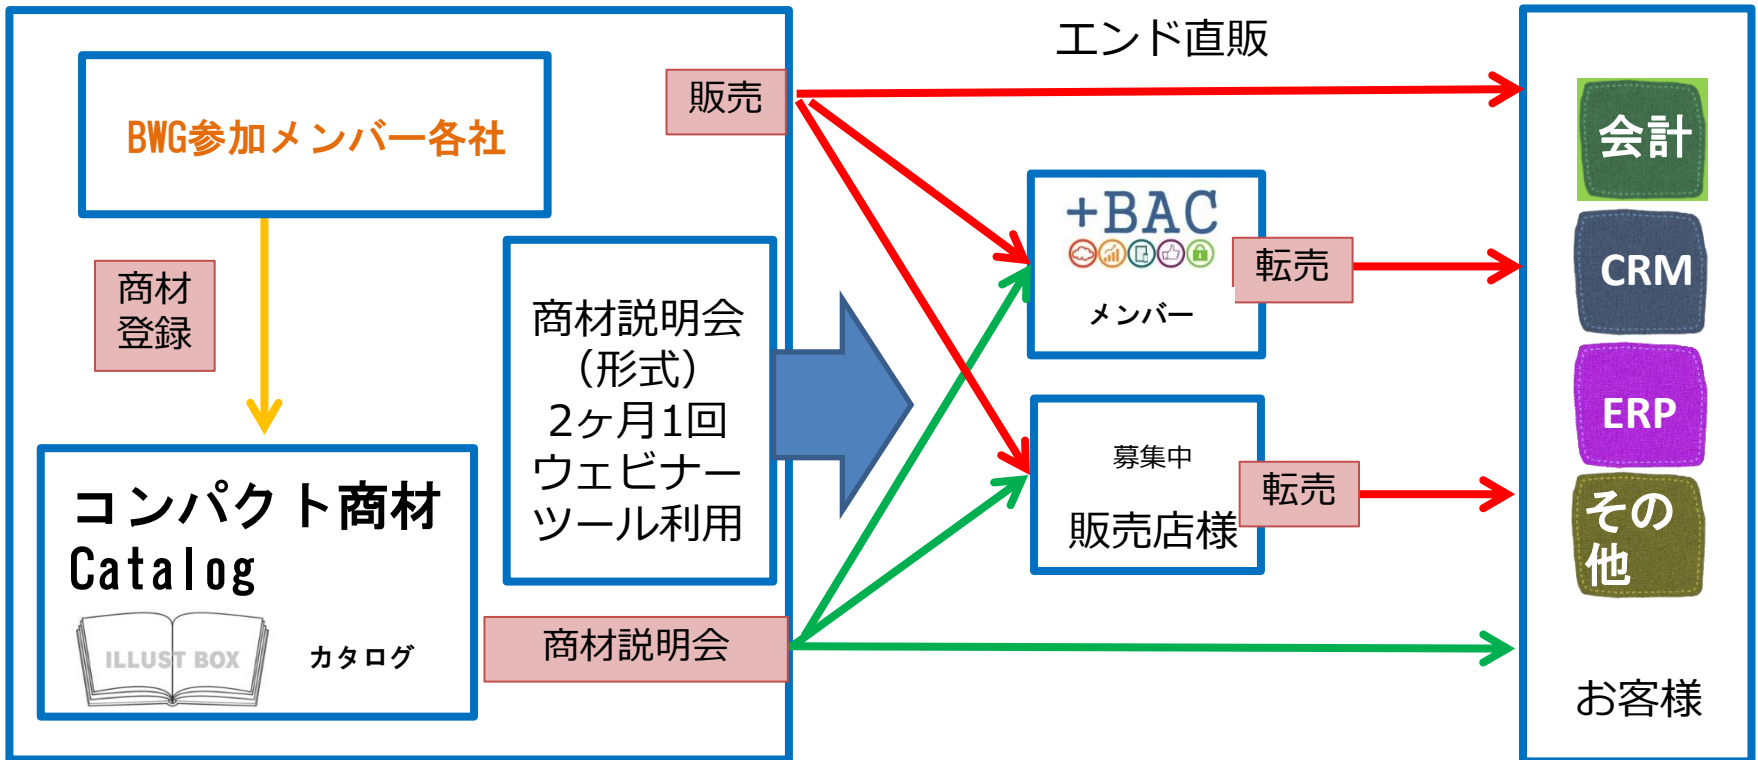 エンド直販
販売
BWG参加メンバー各社
商材
登録
商材説明会
（形式）
2ヶ月1回
ウェビナー
ツール利用
コンパクト商材
Catalog
ILLUST BOX
カタログ
商材説明会
+BAC
メンバー
転売
募集中
販売店様
転売
会計
CRM
ERP
その
他
お客様